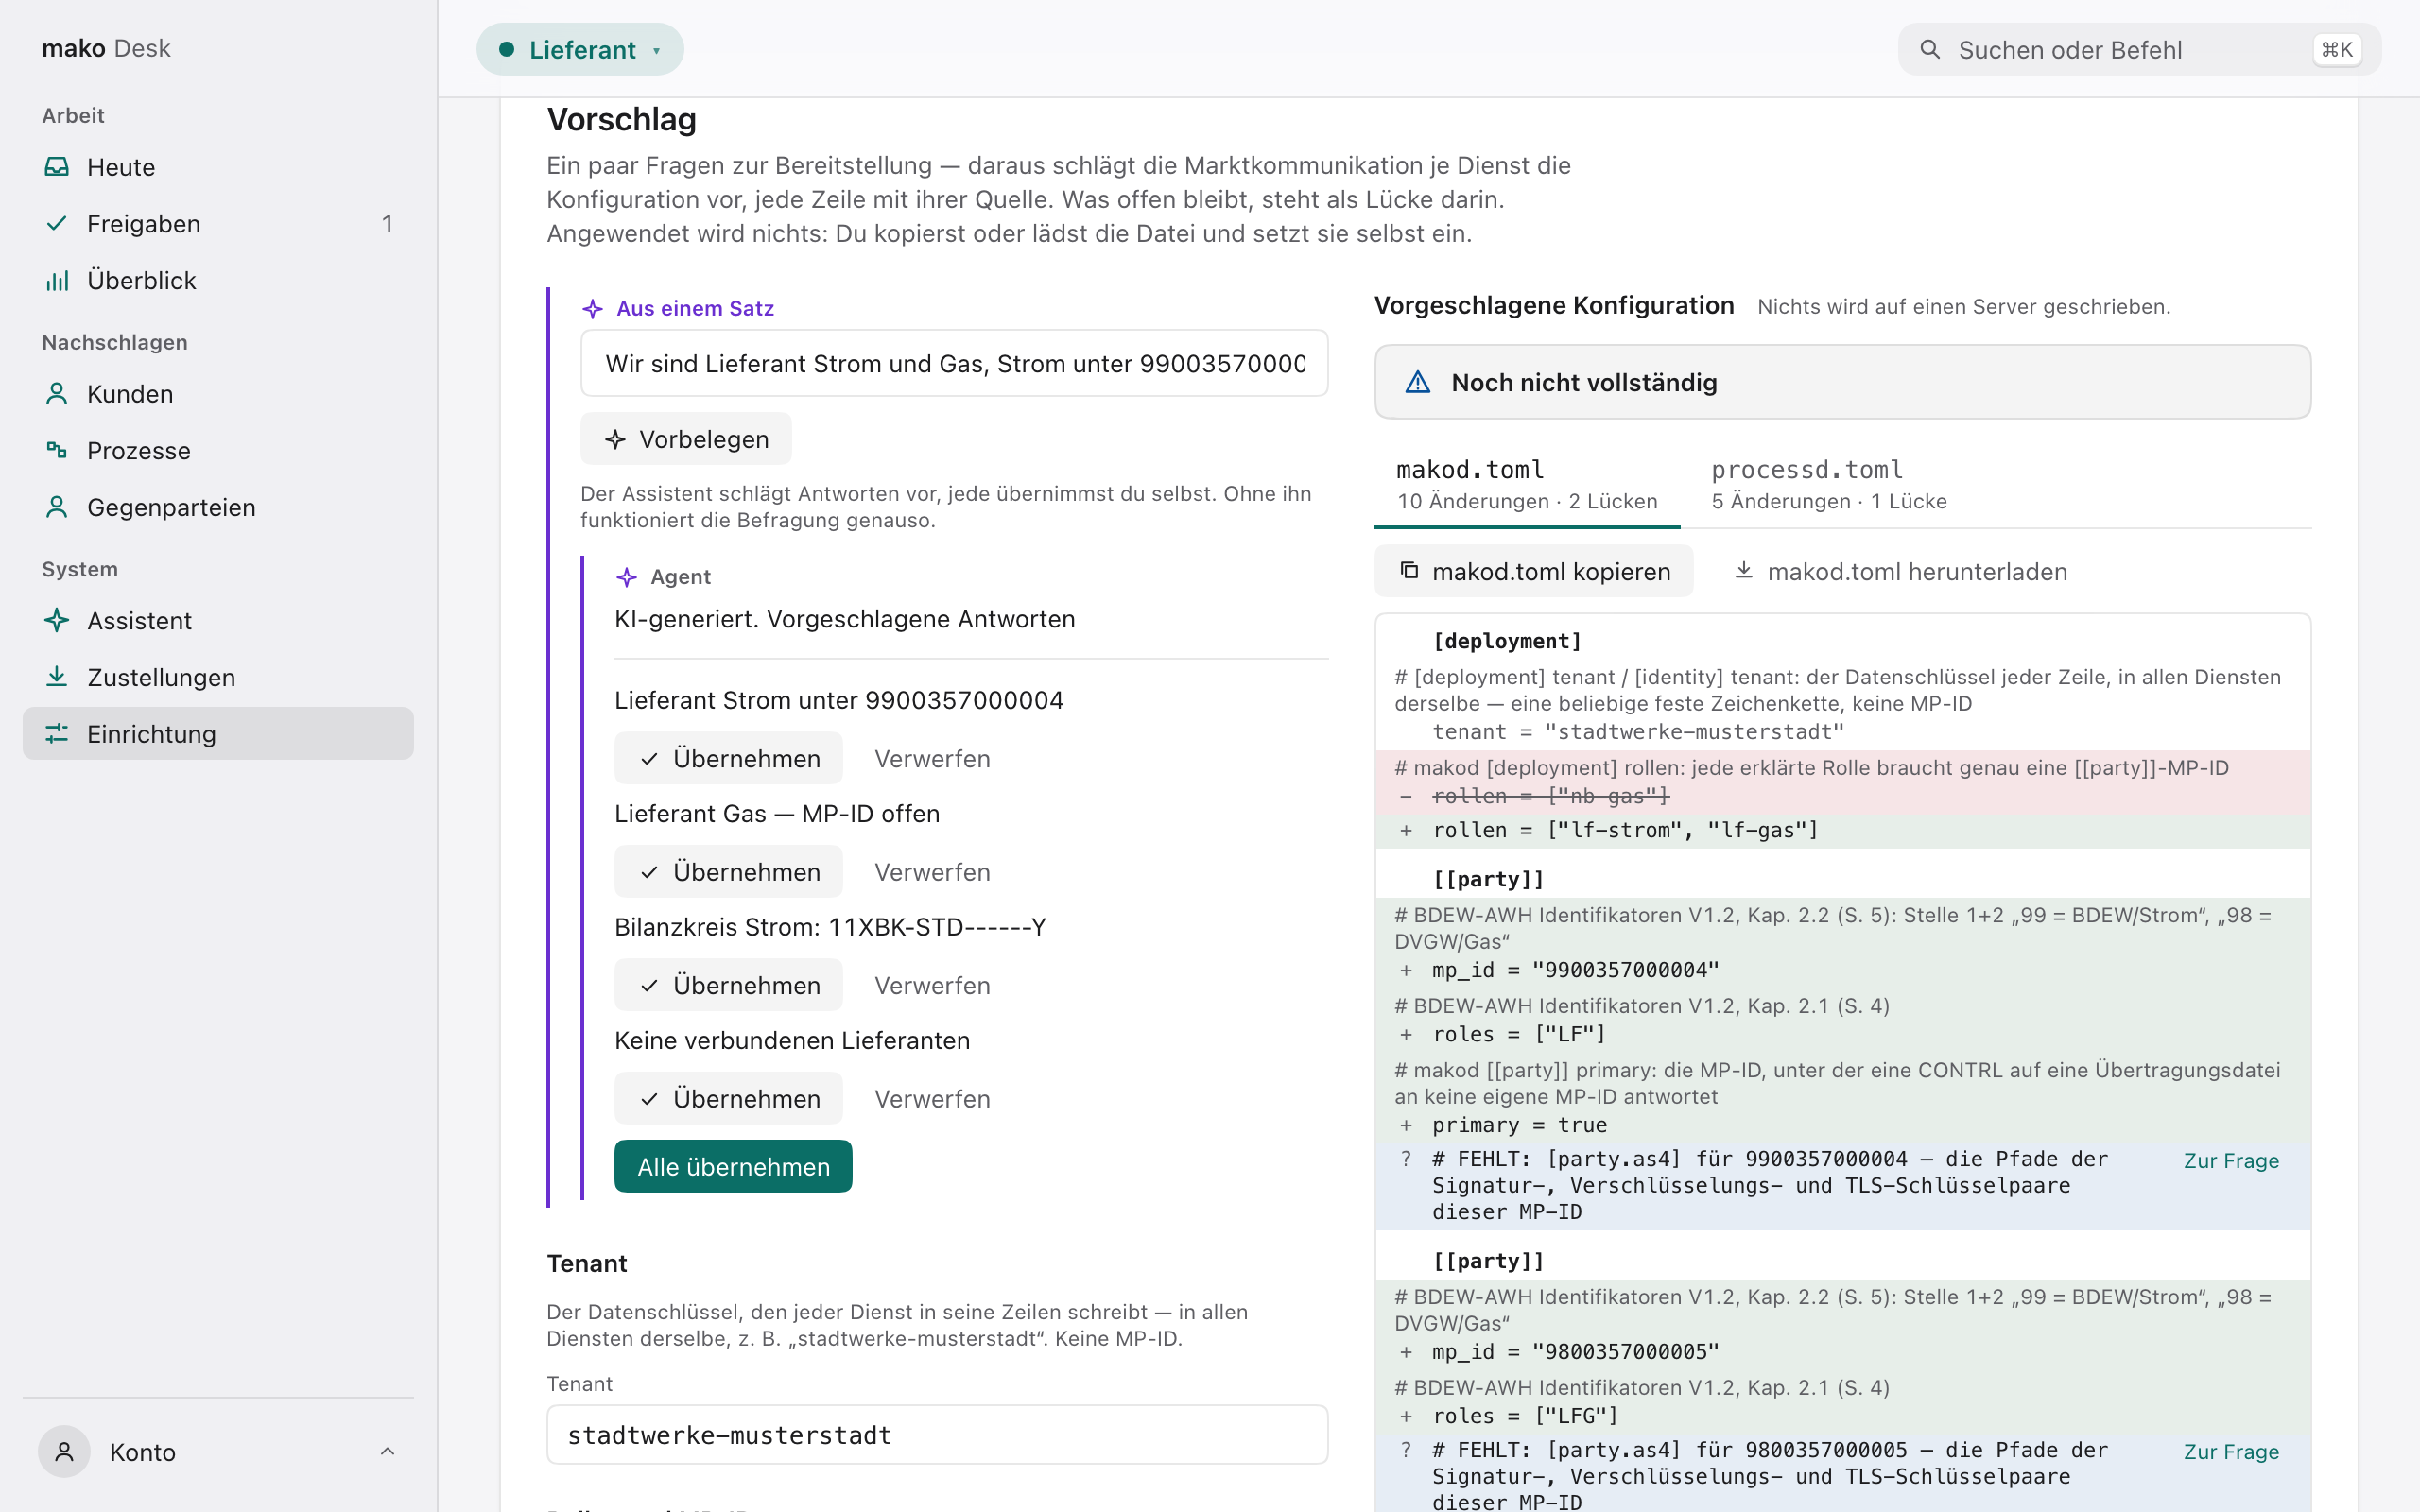 mako Desk
Arbeit
Heute
Freigaben 1
Überblick
Nachschlagen
Kunden
Prozesse
Gegenparteien
System
Assistent
Zustellungen
Einrichtung
Konto
Lieferant
Suchen oder Befehl ⌘K
Vorschlag
Ein paar Fragen zur Bereitstellung — daraus schlägt die Marktkommunikation je Dienst die
Konfiguration vor, jede Zeile mit ihrer Quelle. Was offen bleibt, steht als Lücke darin.
Angewendet wird nichts: Du kopierst oder lädst die Datei und setzt sie selbst ein.
Aus einem Satz
Wir sind Lieferant Strom und Gas, Strom unter 99003570000
Vorbelegen
Der Assistent schlägt Antworten vor, jede übernimmst du selbst. Ohne ihn
funktioniert die Befragung genauso.
Agent
KI-generiert. Vorgeschlagene Antworten
Lieferant Strom unter 9900357000004
Übernehmen Verwerfen
Lieferant Gas — MP-ID offen
Übernehmen Verwerfen
Bilanzkreis Strom: 11XBK-STD------Y
Übernehmen Verwerfen
Keine verbundenen Lieferanten
Übernehmen Verwerfen
Alle übernehmen
Tenant
Der Datenschlüssel, den jeder Dienst in seine Zeilen schreibt — in allen
Diensten derselbe, z. B. „stadtwerke-musterstadt“. Keine MP-ID.
Tenant
stadtwerke-musterstadt
Vorgeschlagene Konfiguration Nichts wird auf einen Server geschrieben.
Noch nicht vollständig
makod.toml
10 Änderungen · 2 Lücken
processd.toml
5 Änderungen · 1 Lücke
makod.toml kopieren makod.toml herunterladen
[deployment]
# [deployment] tenant / [identity] tenant: der Datenschlüssel jeder Zeile, in allen Diensten
derselbe — eine beliebige feste Zeichenkette, keine MP-ID
tenant = "stadtwerke-musterstadt"
# makod [deployment] rollen: jede erklärte Rolle braucht genau eine [[party]]-MP-ID
− rollen = ["nb-gas"]
+ rollen = ["lf-strom", "lf-gas"]
[[party]]
# BDEW-AWH Identifikatoren V1.2, Kap. 2.2 (S. 5): Stelle 1+2 „99 = BDEW/Strom“, „98 =
DVGW/Gas“
+ mp_id = "9900357000004"
# BDEW-AWH Identifikatoren V1.2, Kap. 2.1 (S. 4)
+ roles = ["LF"]
# makod [[party]] primary: die MP-ID, unter der eine CONTRL auf eine Übertragungsdatei
an keine eigene MP-ID antwortet
+ primary = true
? # FEHLT: [party.as4] für 9900357000004 — die Pfade der Zur Frage
Signatur-, Verschlüsselungs- und TLS-Schlüsselpaare
dieser MP-ID
[[party]]
# BDEW-AWH Identifikatoren V1.2, Kap. 2.2 (S. 5): Stelle 1+2 „99 = BDEW/Strom“, „98 =
DVGW/Gas“
+ mp_id = "9800357000005"
# BDEW-AWH Identifikatoren V1.2, Kap. 2.1 (S. 4)
+ roles = ["LFG"]
? # FEHLT: [party.as4] für 9800357000005 — die Pfade der Zur Frage
Signatur-, Verschlüsselungs- und TLS-Schlüsselpaare
dieser MP-ID